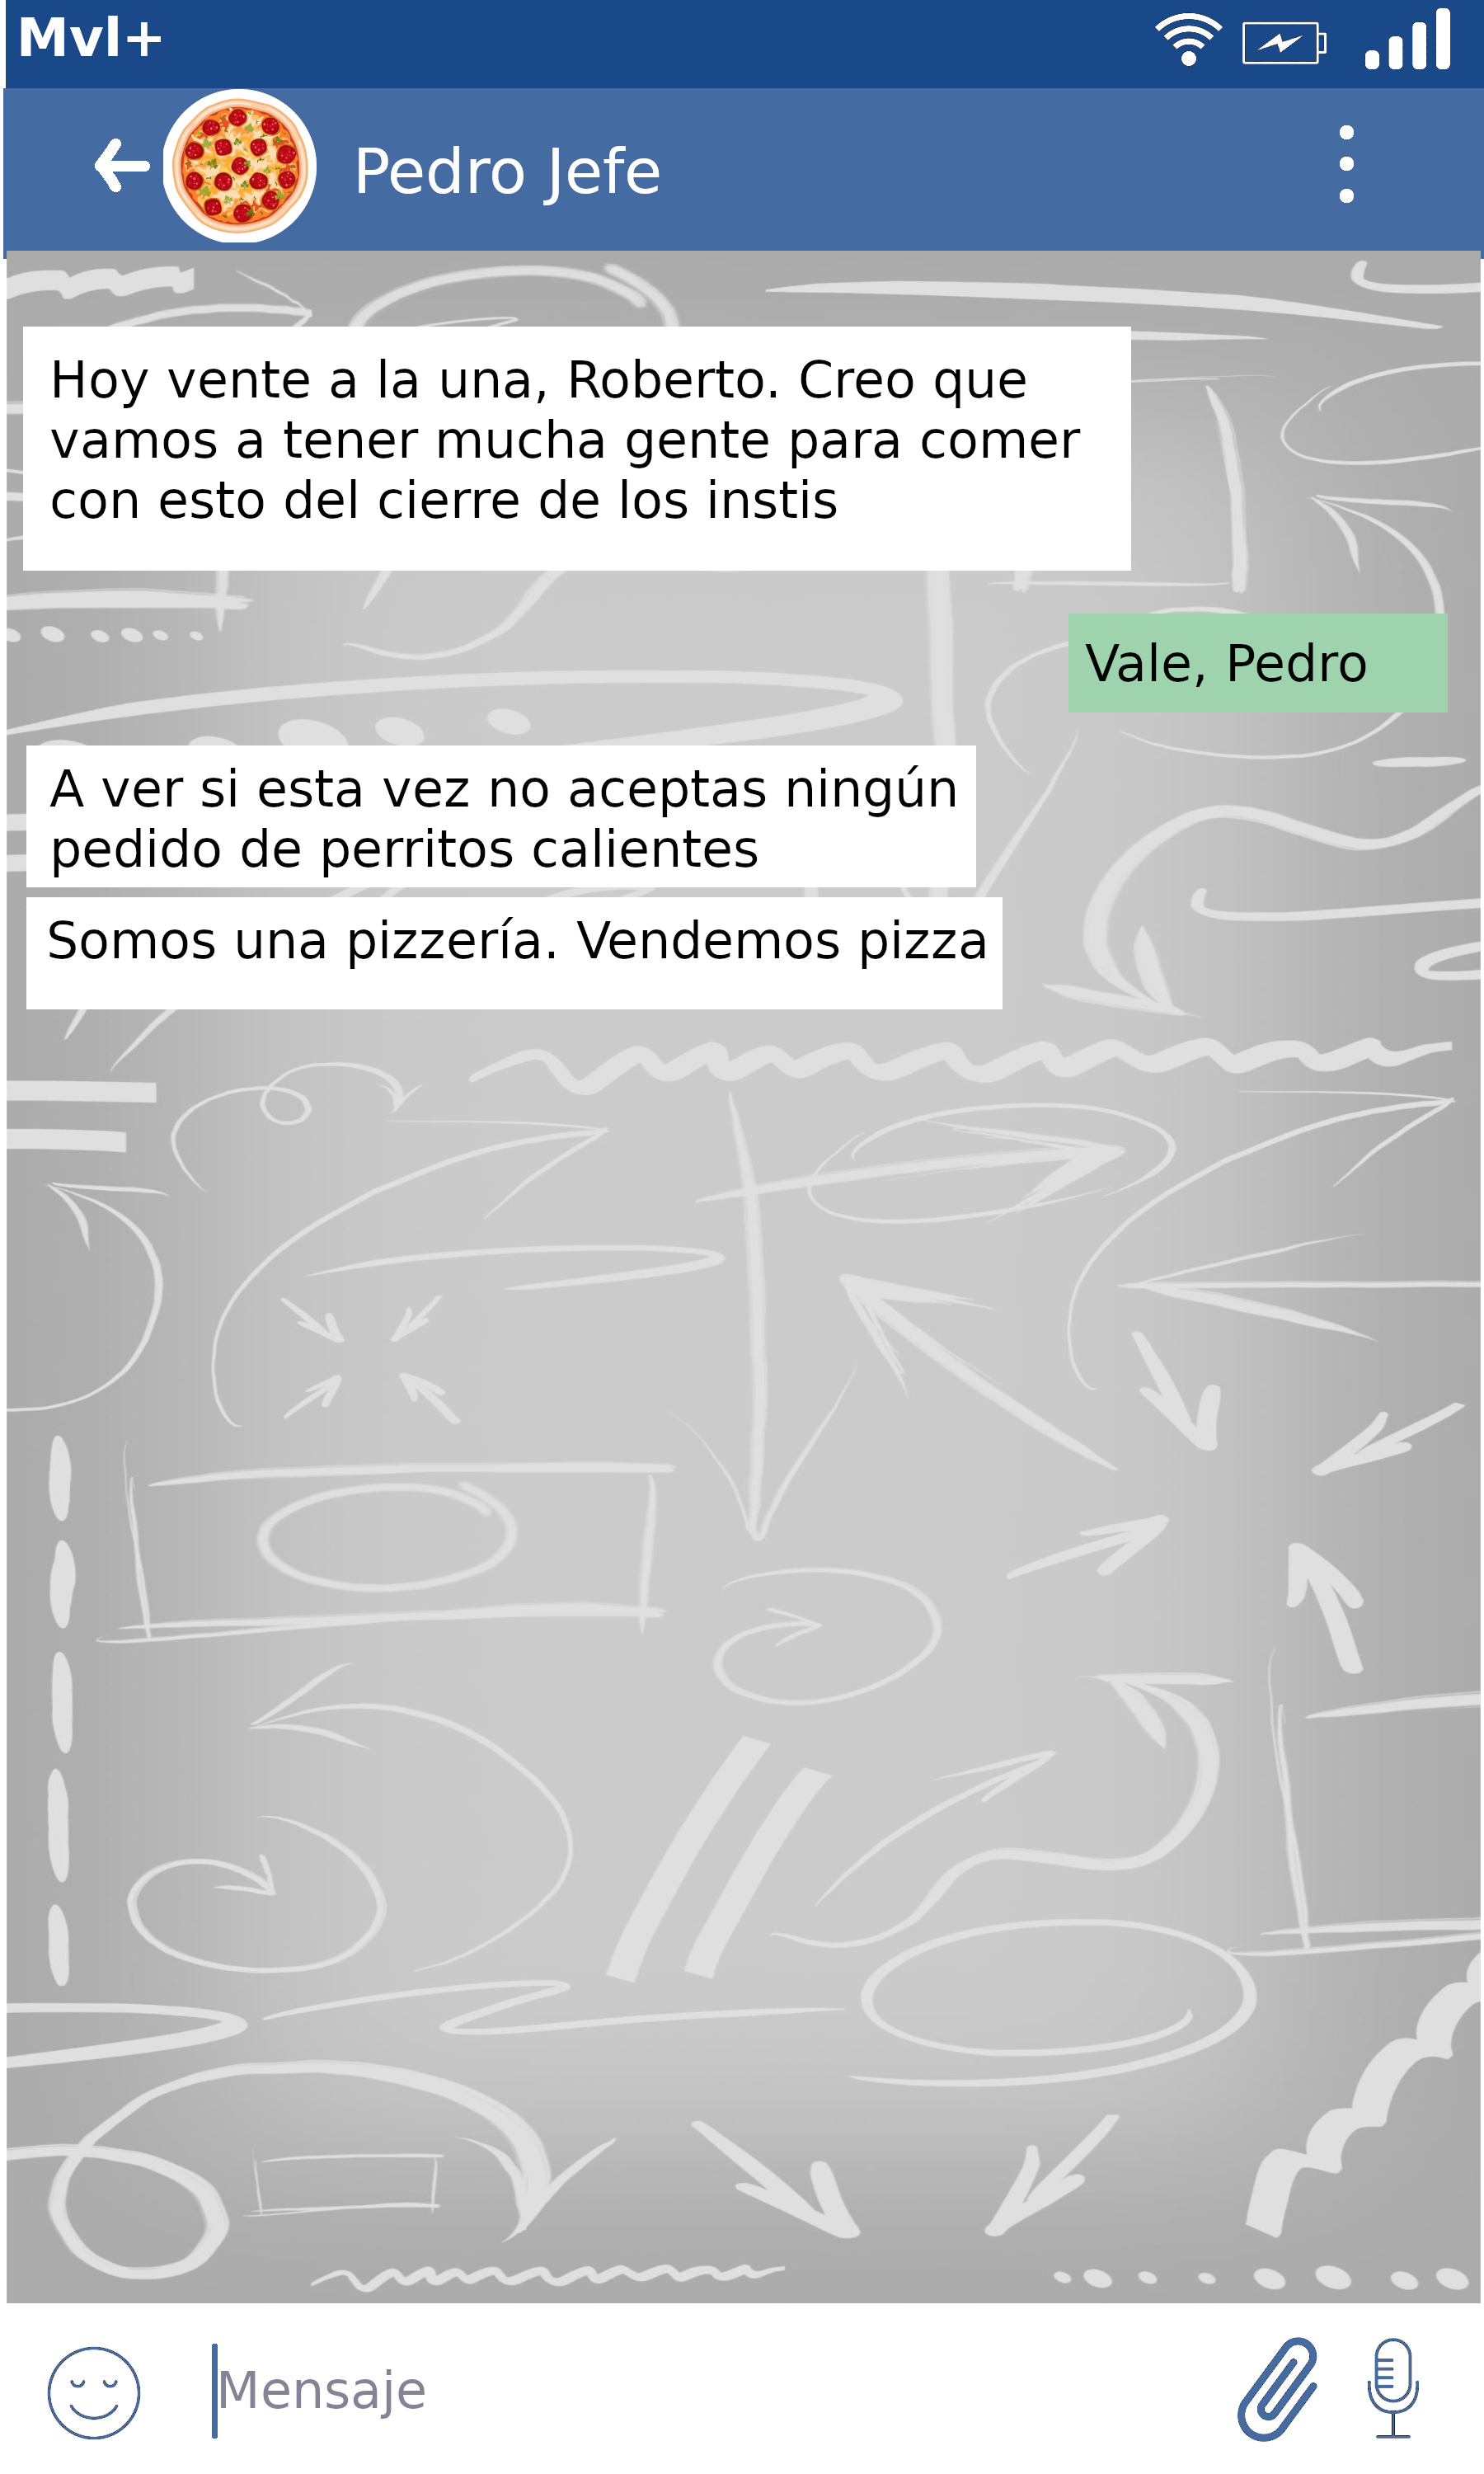 Mvl+
Pedro Jefe
Hoy vente a la una, Roberto. Creo que
vamos a tener mucha gente para comer
con esto del cierre de los instis
Vale, Pedro
A ver si esta vez no aceptas ningún
pedido de perritos calientes
Somos una pizzería. Vendemos pizza
Mensaje